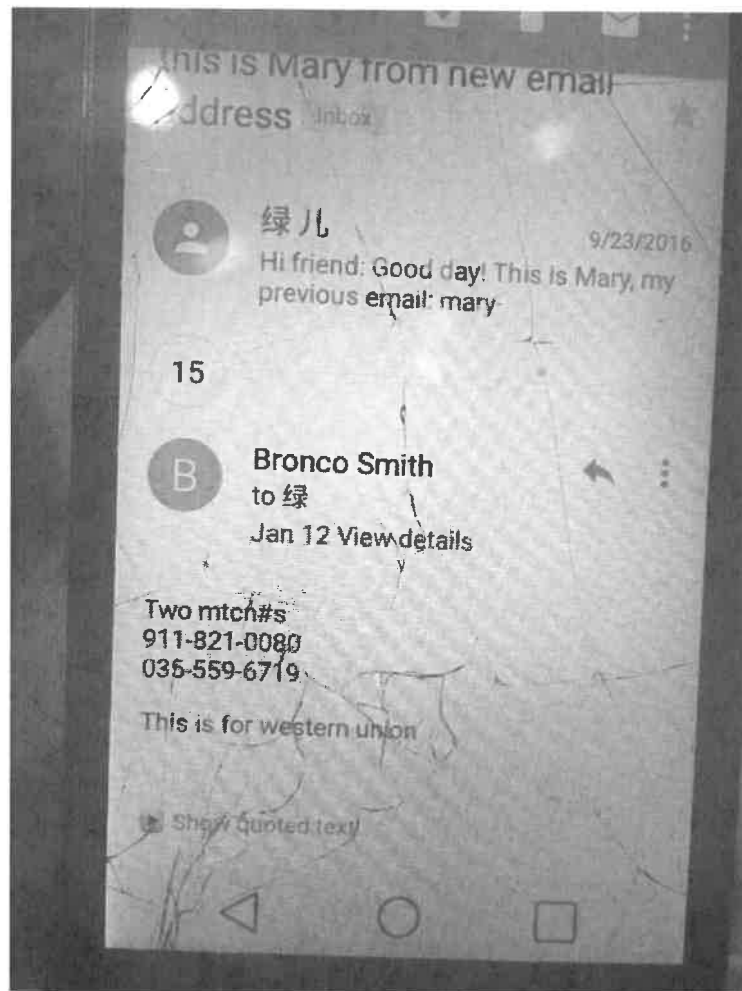 this is Mary from new email
address Inbox
绿儿
9/23/2016
Hi friend: Good day! This is Mary, my
previous email: mary
15
B
Bronco Smith
to 绿
Jan 12 View details
Two mtcn#s
911-821-0080
035-559-6719
This is for western union
Show quoted text